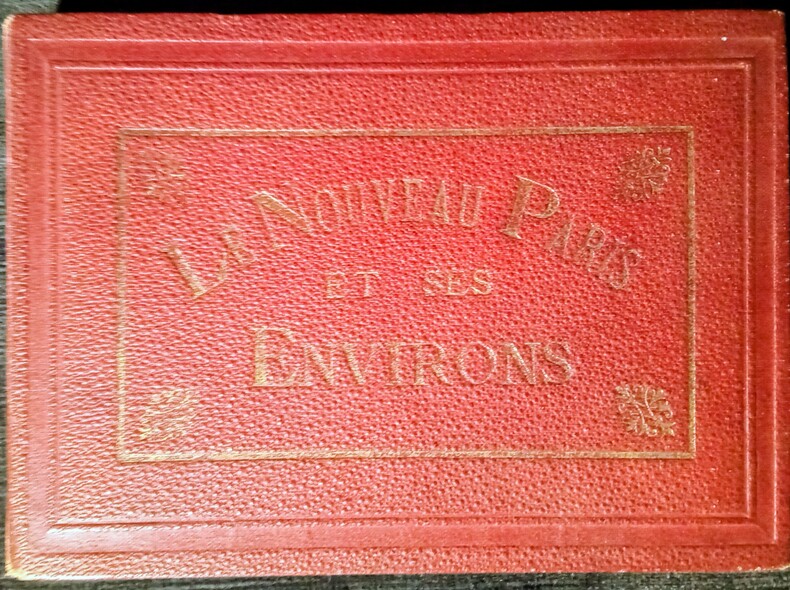 Le Nouveau Paris
ET SES
Environs